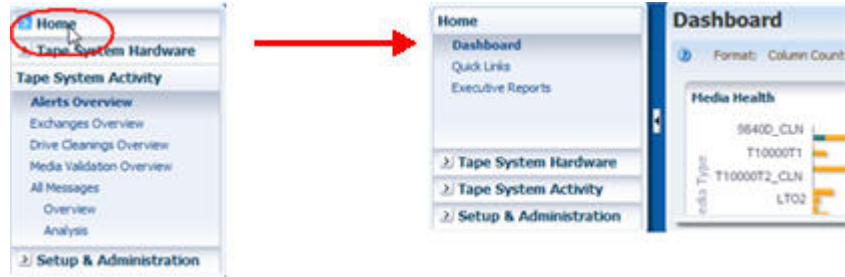 Home
Tape System Hardware
Tape System Activity
Alerts Overview
Exchanges Overview
Drive Cleanings Overview
Media Validation Overview
All Messages
Overview
Analysis
Setup & Administration
Home
Dashboard
Quick Links
Executive Reports
Tape System Hardware
Tape System Activity
Setup & Administration
Dashboard
Format: Column Count
Media Health
9840D_CLN
T10000T1
T10000T2_CLN
LTO2
edia Type